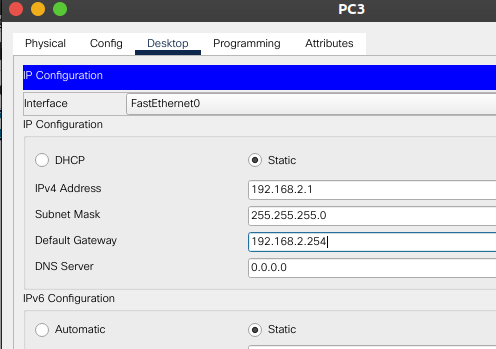 PC3
Physical Config Desktop Programming Attributes
IP Configuration
Interface FastEthernet0
IP Configuration
DHCP Static
IPv4 Address 192.168.2.1
Subnet Mask 255.255.255.0
Default Gateway 192.168.2.254
DNS Server 0.0.0.0
IPv6 Configuration
Automatic Static